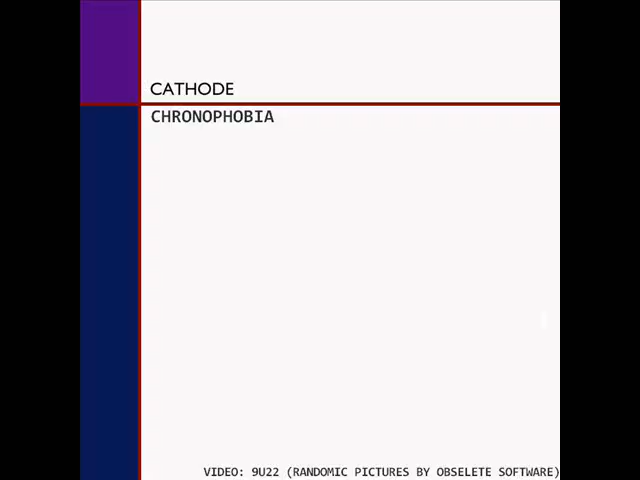 CATHODE
CHRONOPHOBIA
VIDEO: 9U22 (RANDOMIC PICTURES BY OBSELETE SOFTWARE)